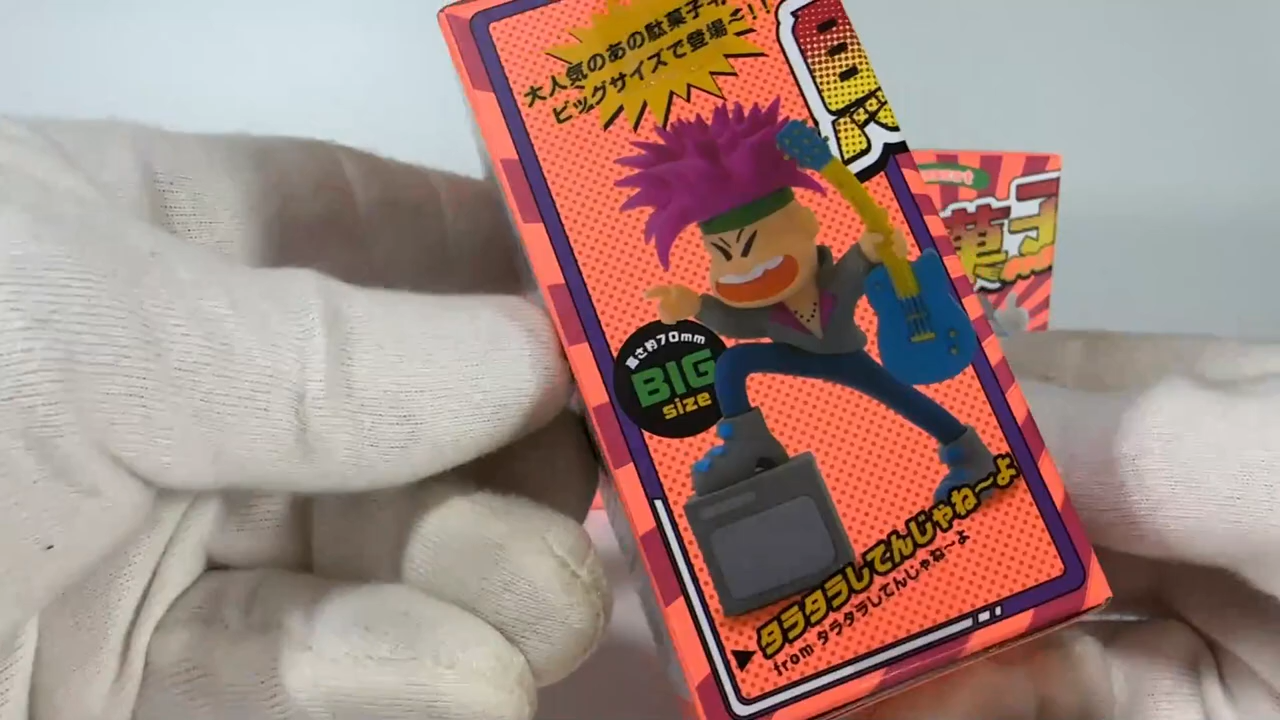 大人気のあの駄菓子が
ビッグサイズで登場~!!
高さ約70mm
BIG
size
タラタラしてんじゃね~よ
from タラタラしてんじゃね~よ
菓子